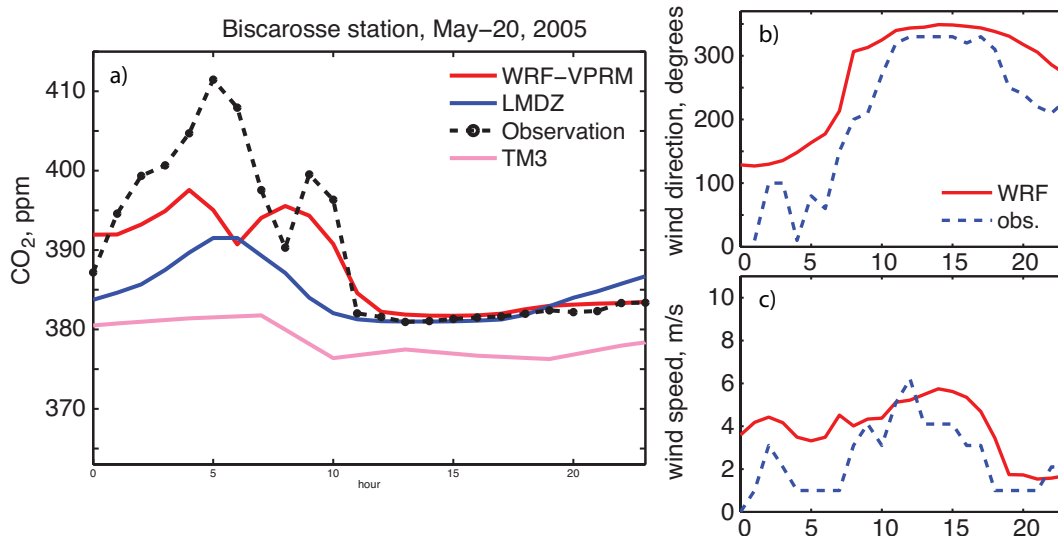 Biscarosse station, May–20, 2005
a)
WRF–VPRM
LMDZ
Observation
TM3
CO2, ppm
410
400
390
380
370
0
5
10
15
20
hour
b)
wind direction, degrees
300
200
100
0
WRF
obs.
0
5
10
15
20
c)
wind speed, m/s
10
8
6
4
2
0
0
5
10
15
20